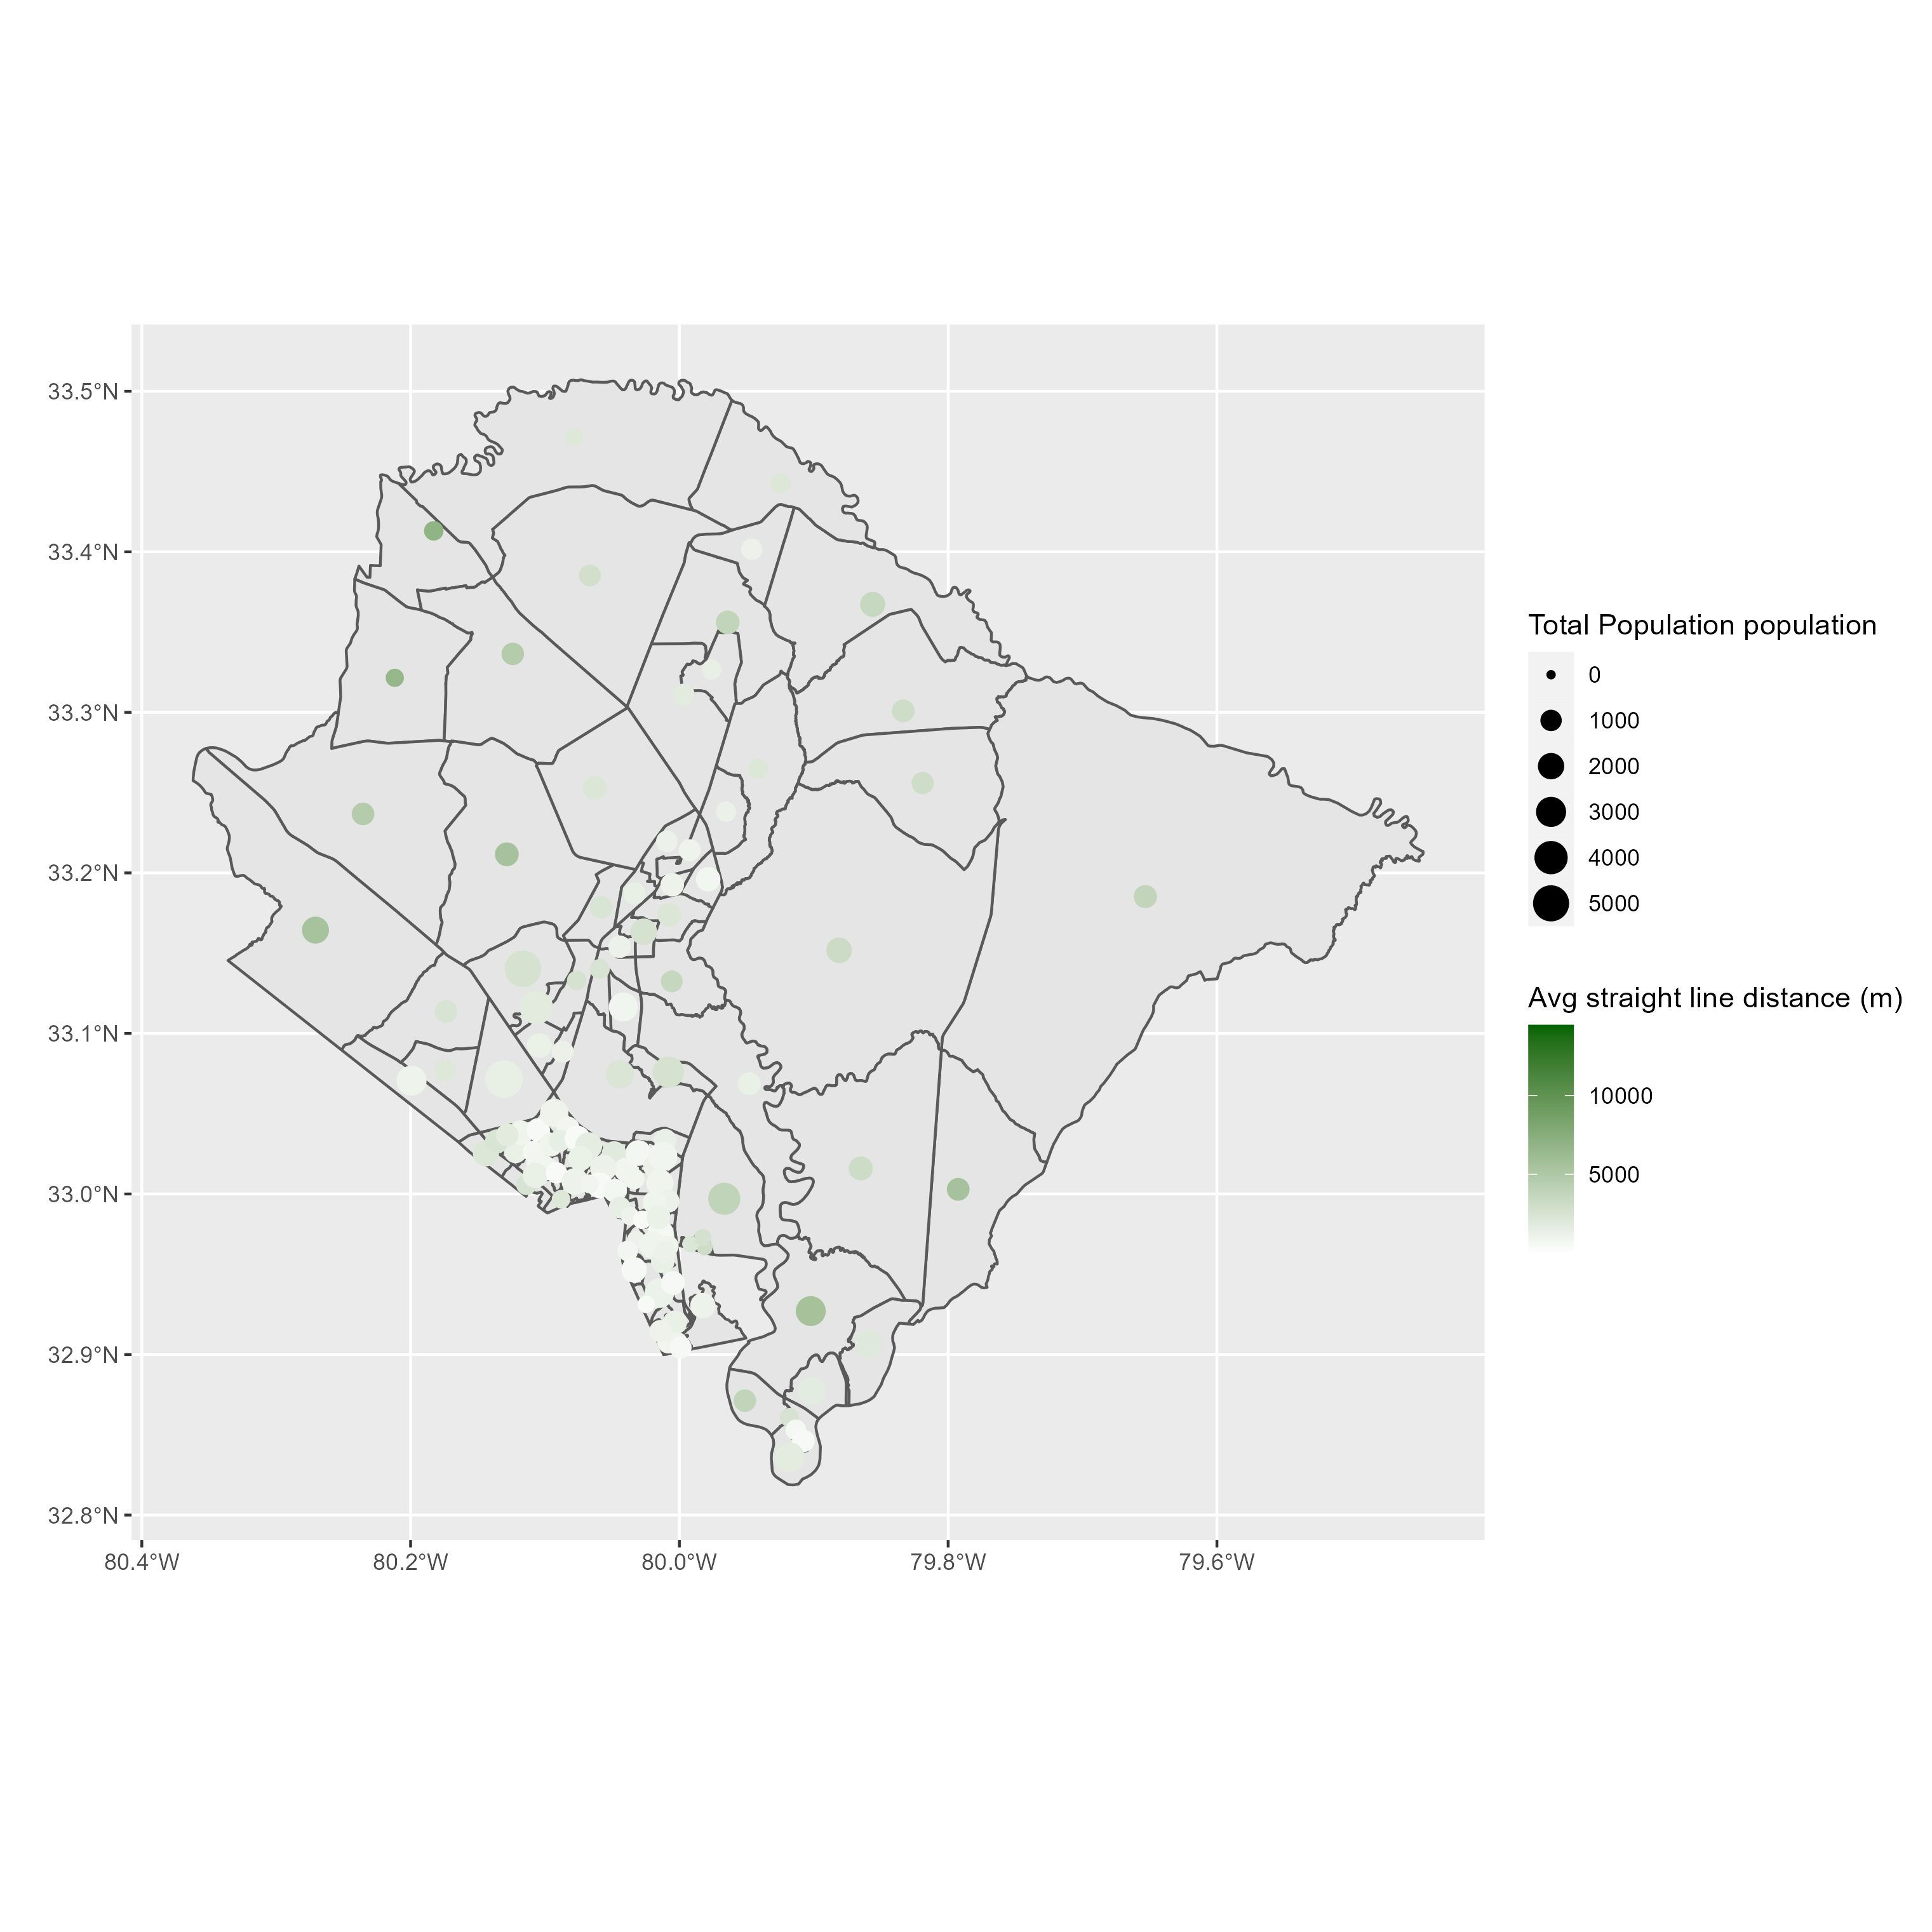 33.5°N
33.4°N
33.3°N
33.2°N
33.1°N
33.0°N
32.9°N
32.8°N
80.4°W
80.2°W
80.0°W
79.8°W
79.6°W
Total Population population
0
1000
2000
3000
4000
5000
Avg straight line distance (m)
10000
5000